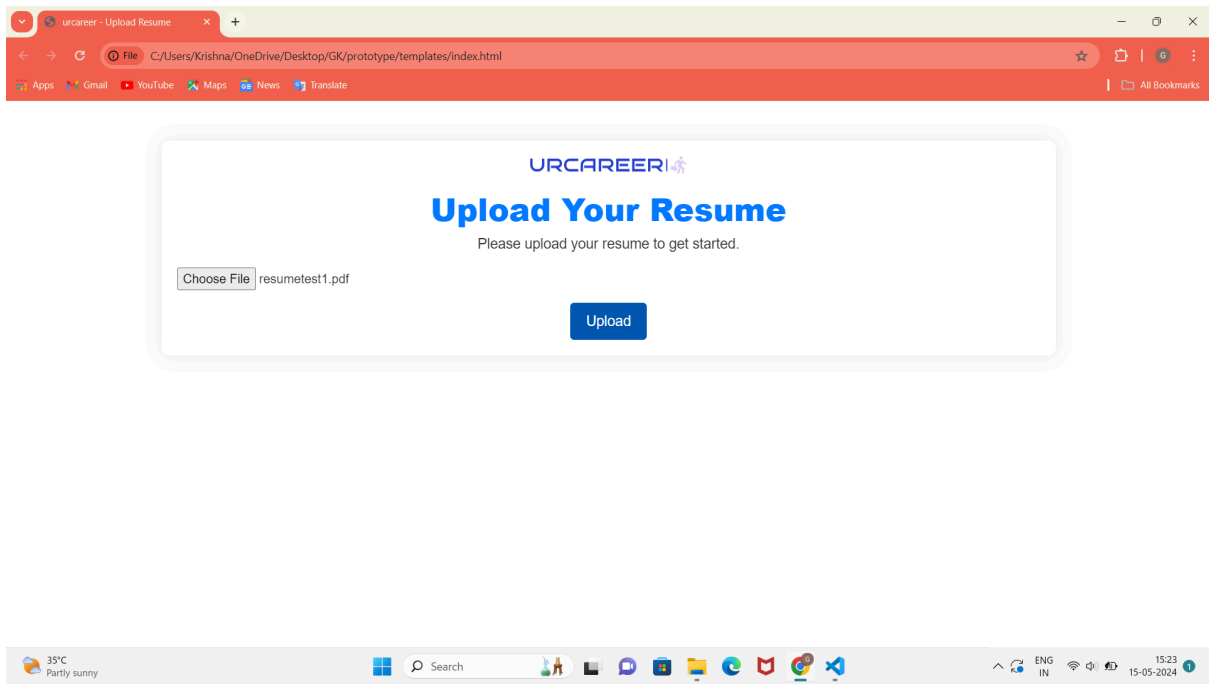 urcareer - Upload Resume
File C:/Users/Krishna/OneDrive/Desktop/GK/prototype/templates/index.html G
Apps Gmail YouTube Maps News Translate All Bookmarks
URCAREER
Upload Your Resume
Please upload your resume to get started.
Choose File resumetest1.pdf
Upload
35°C
Partly sunny
Search
ENG
IN
15:23
15-05-2024
1